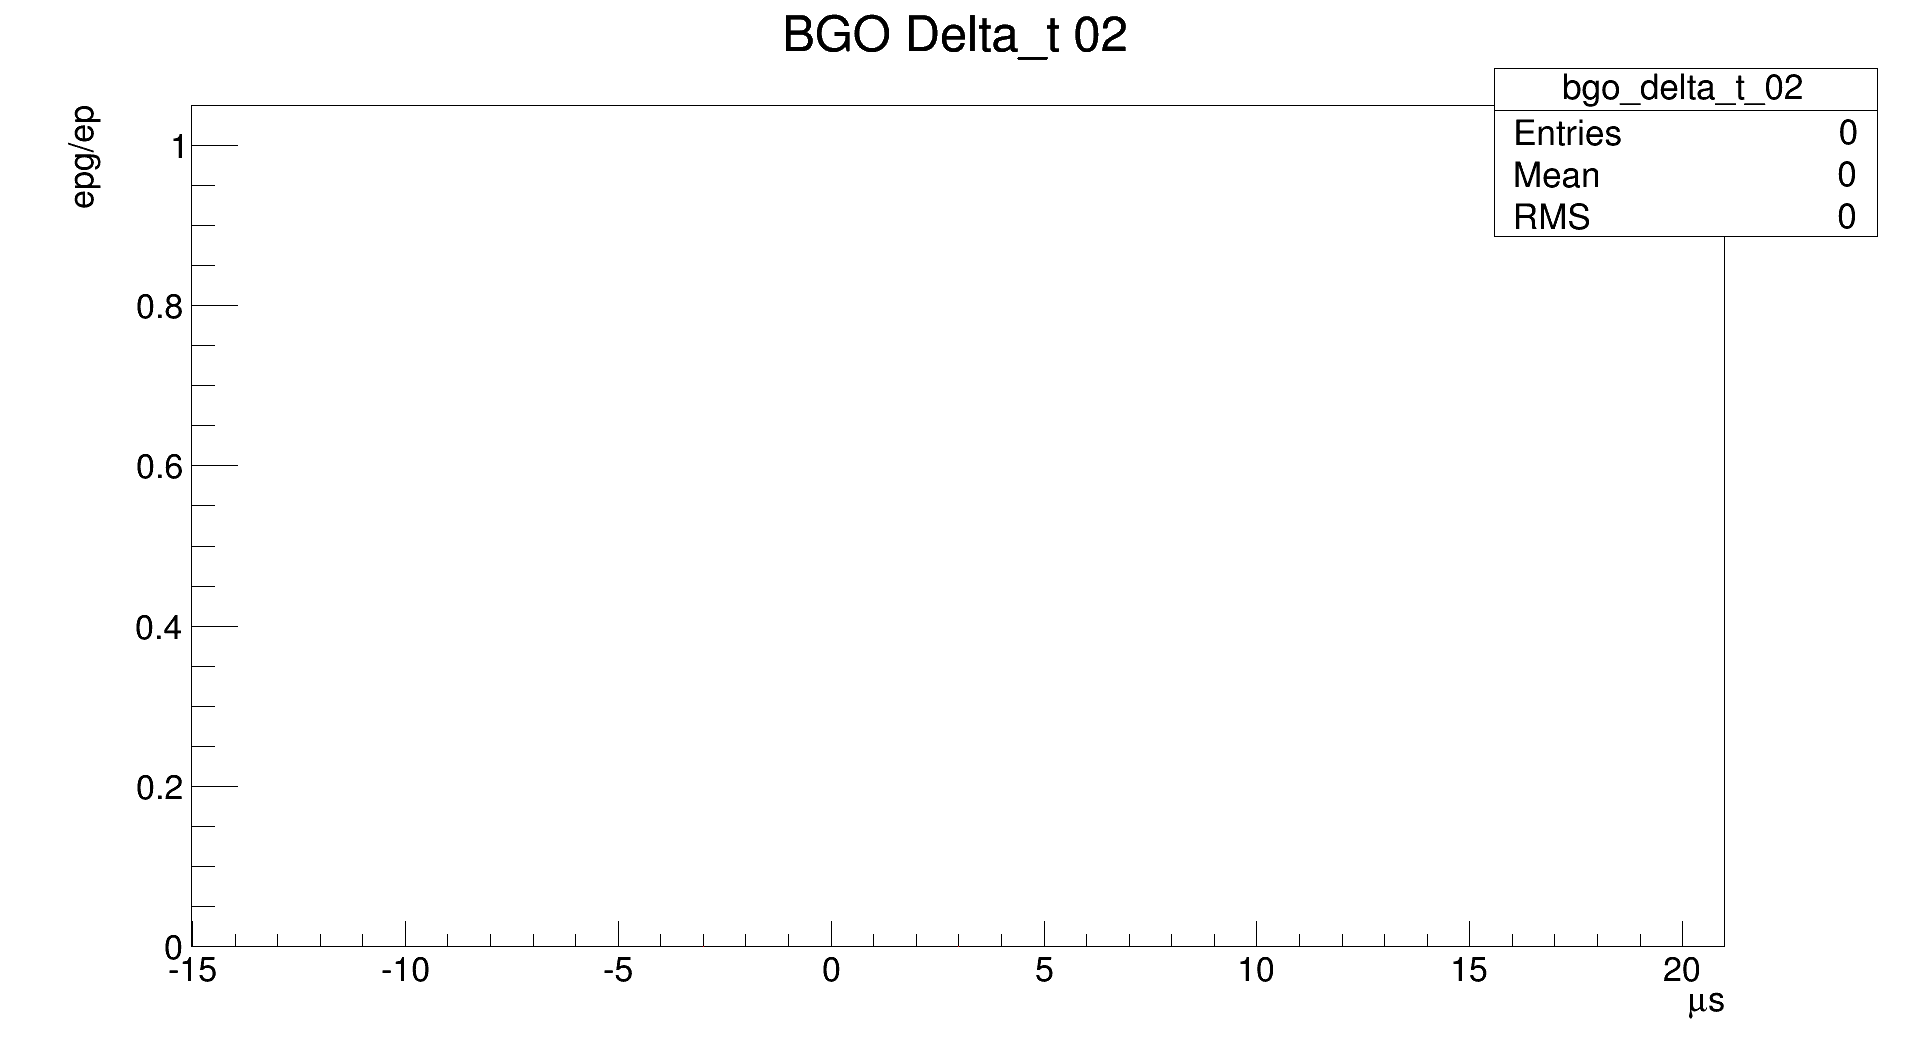 BGO Delta_t 02
bgo_delta_t_02
Entries 0
Mean 0
RMS 0
epg/ep
1
0.8
0.6
0.4
0.2
0
-15 -10 -5 0 5 10 15 20
μs